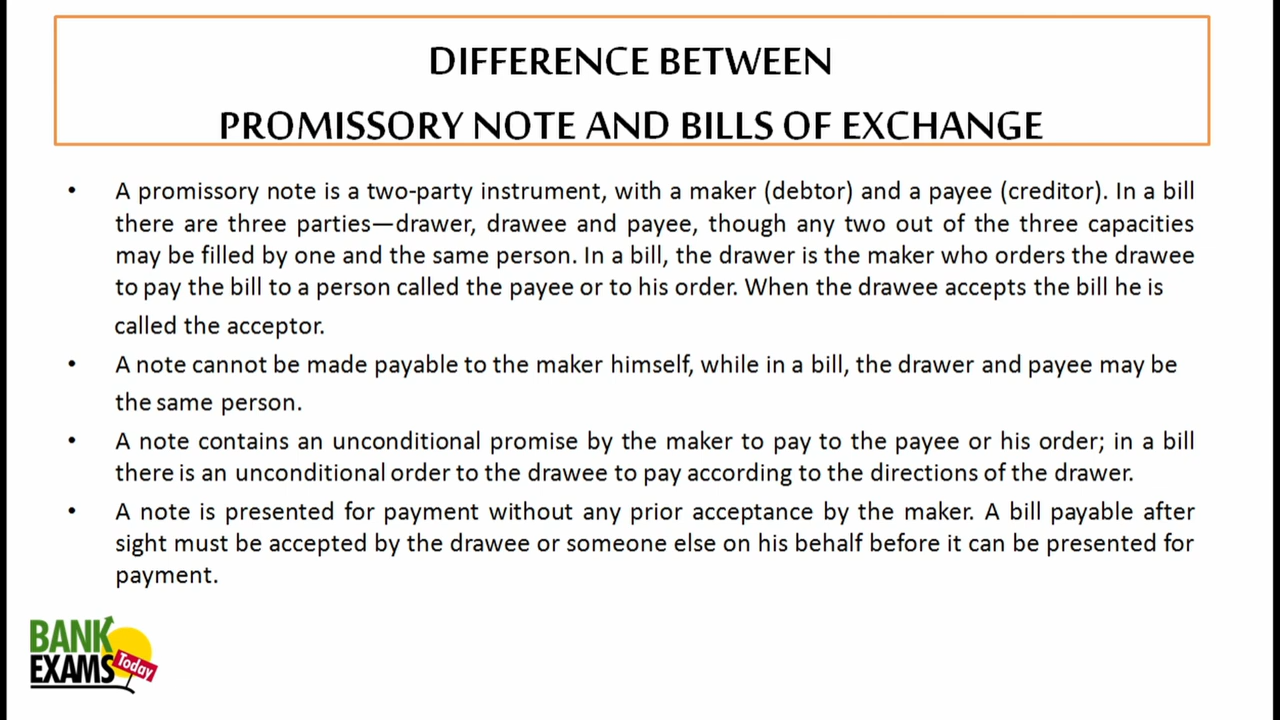 DIFFERENCE BETWEEN
PROMISSORY NOTE AND BILLS OF EXCHANGE
• A promissory note is a two-party instrument, with a maker (debtor) and a payee (creditor). In a bill
there are three parties—drawer, drawee and payee, though any two out of the three capacities
may be filled by one and the same person. In a bill, the drawer is the maker who orders the drawee
to pay the bill to a person called the payee or to his order. When the drawee accepts the bill he is
called the acceptor.
• A note cannot be made payable to the maker himself, while in a bill, the drawer and payee may be
the same person.
• A note contains an unconditional promise by the maker to pay to the payee or his order; in a bill
there is an unconditional order to the drawee to pay according to the directions of the drawer.
• A note is presented for payment without any prior acceptance by the maker. A bill payable after
sight must be accepted by the drawee or someone else on his behalf before it can be presented for
payment.
BANK
EXAMS
Today